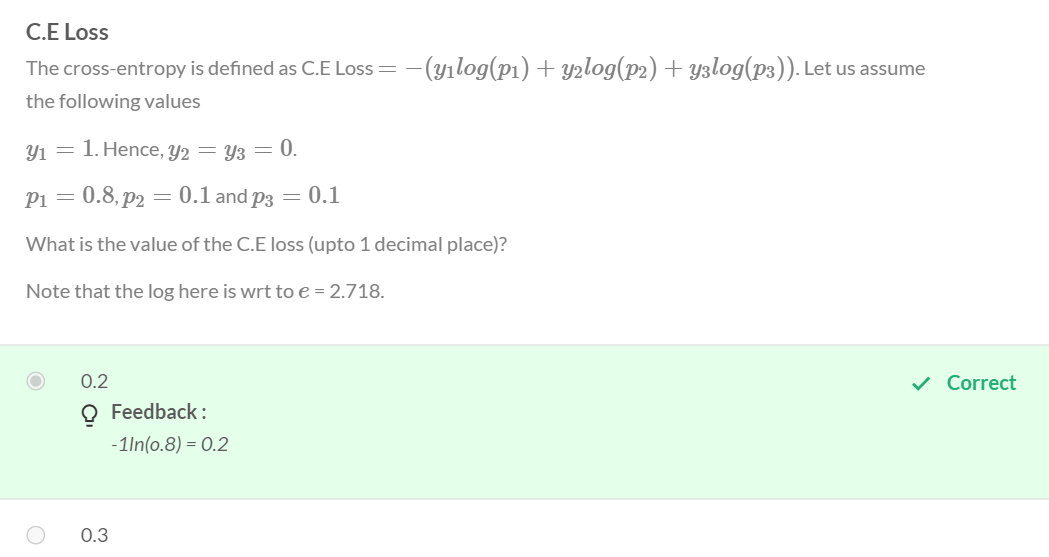 C.E Loss
The cross-entropy is defined as C.E Loss = −(y₁log(p₁) + y₂log(p₂) + y₃log(p₃)). Let us assume
the following values
y₁ = 1. Hence, y₂ = y₃ = 0.
p₁ = 0.8, p₂ = 0.1 and p₃ = 0.1
What is the value of the C.E loss (upto 1 decimal place)?
Note that the log here is wrt to e = 2.718.
0.2
Correct
Feedback :
-1ln(o.8) = 0.2
0.3